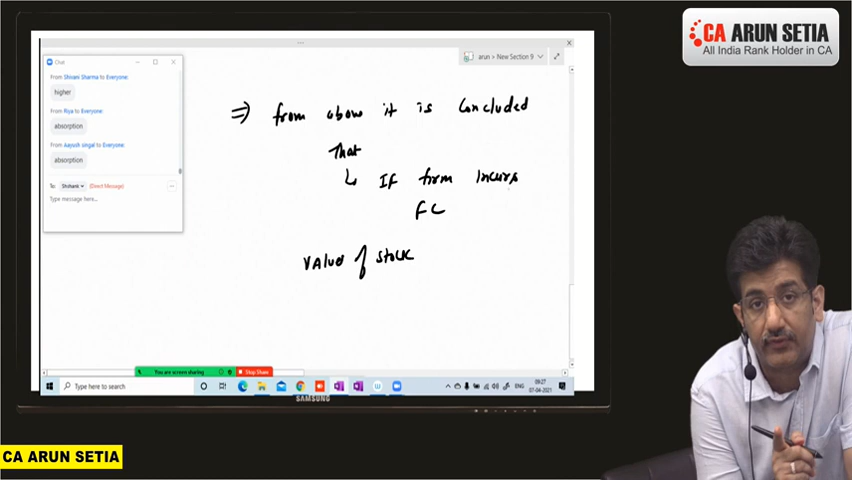 CA ARUN SETIA
All India Rank Holder in CA
arun > New Section 9
Chat
From Shivani Sharma to Everyone:
higher
From Riya to Everyone:
absorption
From Aayush singal to Everyone:
absorption
To: Shihank (Direct Message)
Type message here...
⇒ from above it is Concluded
That
↳ If firm Incurs
FC
Value of Stock
You are screen sharing Stop Share
Type here to search
ENG
09:27
07-04-2021
SAMSUNG
CA ARUN SETIA